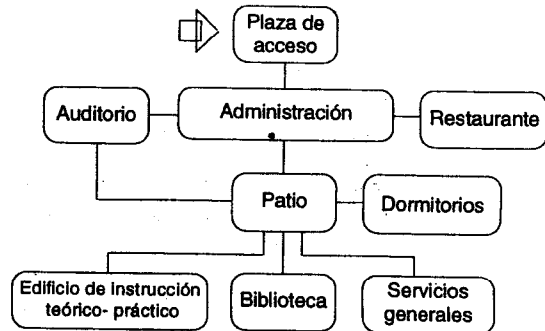 Plaza de
acceso
Auditorio
Administración
Restaurante
Patio
Dormitorios
Edificio de instrucción
teórico- práctico
Biblioteca
Servicios
generales